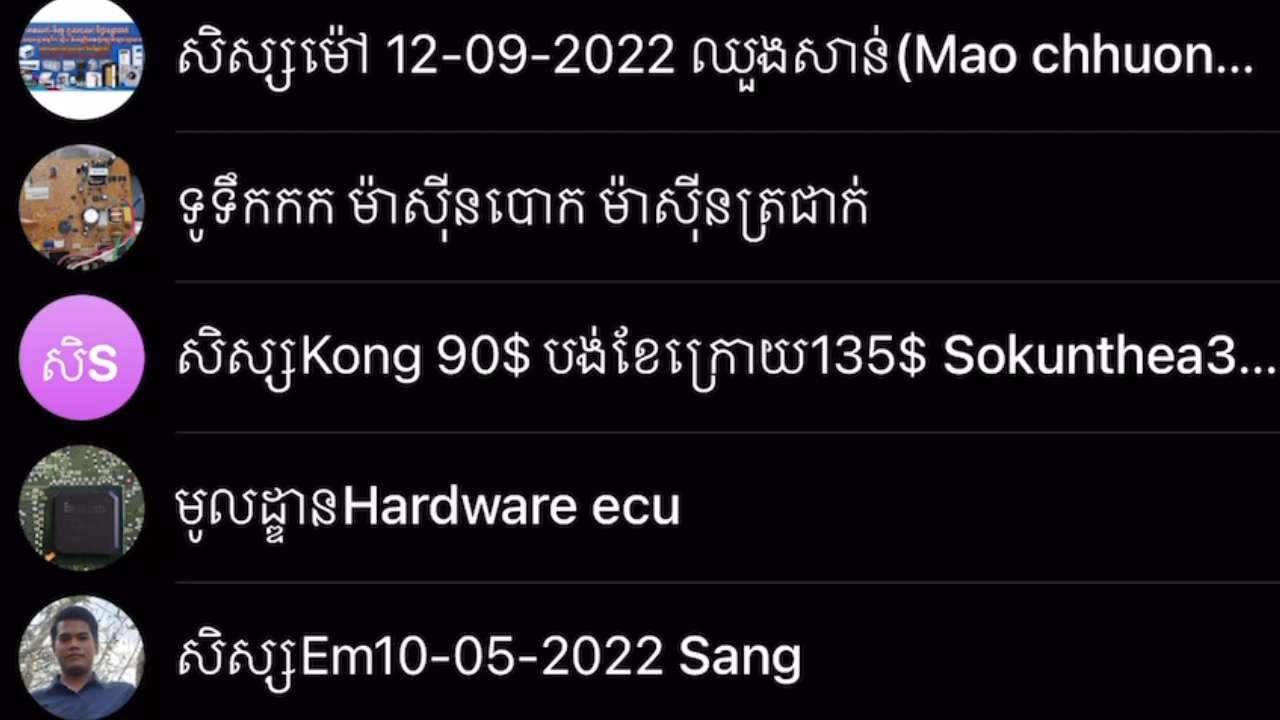 សិស្សម៉ៅ 12-09-2022 ឈួងសាន់(Mao chhuon...
ទូទឹកកក ម៉ាស៊ីនបោក ម៉ាស៊ីនត្រជាក់
សិS
សិស្សKong 90$ បង់ខែក្រោយ135$ Sokunthea3...
មូលដ្ឋានHardware ecu
សិស្សEm10-05-2022 Sang